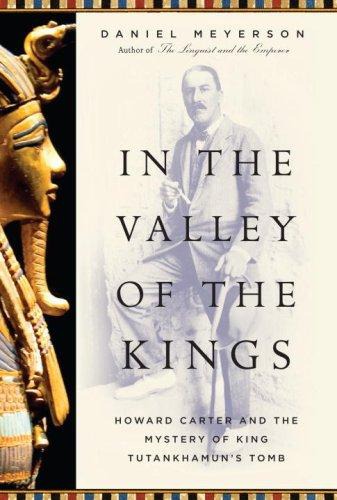 DANIEL MEYERSON
Author of The Linguist and the Emperor
IN THE
VALLEY
OF THE
KINGS
HOWARD CARTER AND THE
MYSTERY OF KING
TUTANKHAMUN'S TOMB